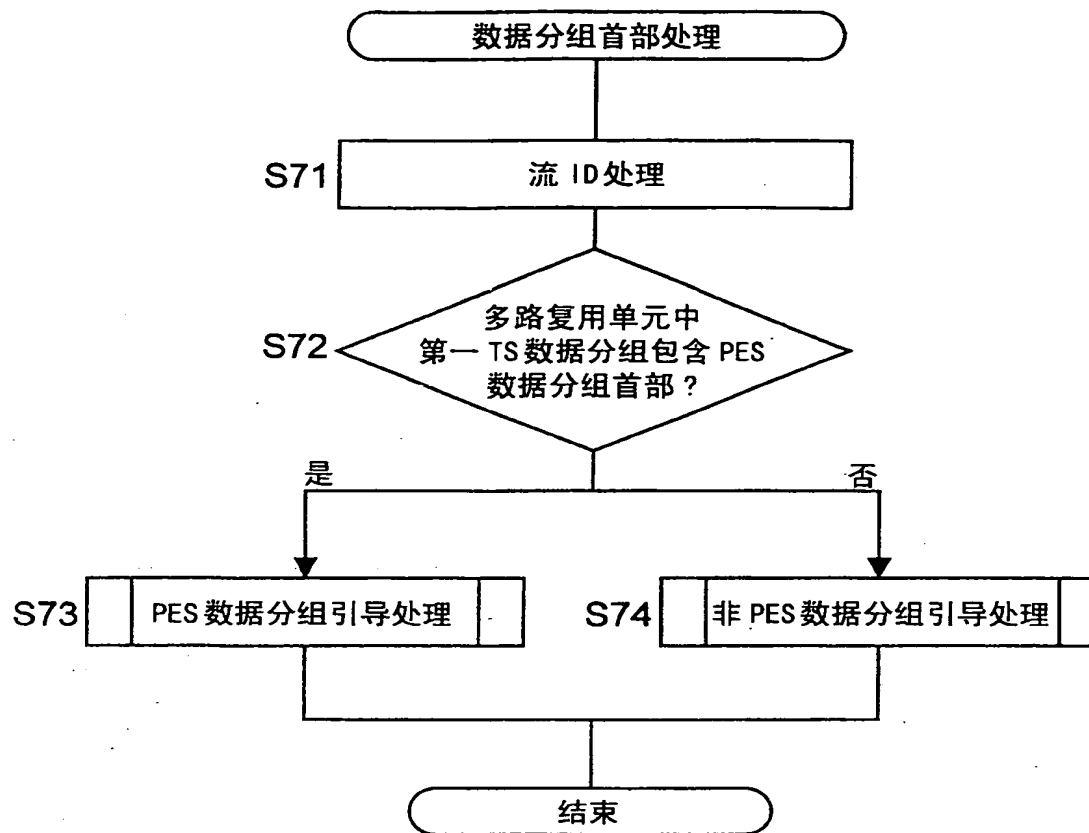 数据分组首部处理
S71
流 ID处理
S72
多路复用单元中
第一 TS数据分组包含 PES
数据分组首部？
是
否
S73
PES数据分组引导处理
S74
非 PES数据分组引导处理
结束